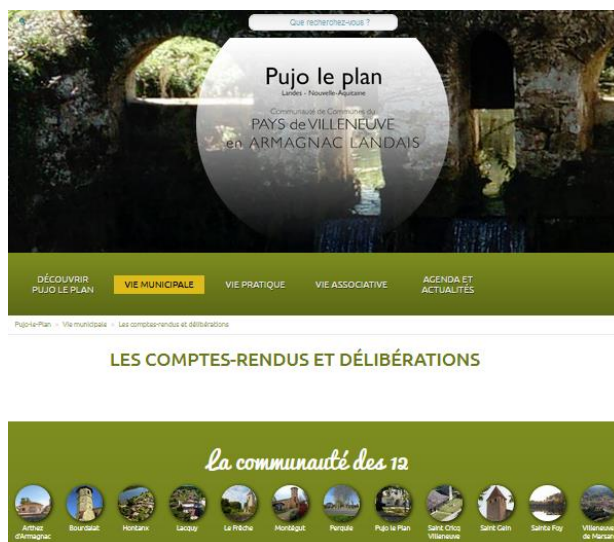 Que recherchez-vous ?
Pujo le plan
Landes - Nouvelle-Aquitaine
Communauté de Communes du
PAYS de VILLENEUVE
en ARMAGNAC LANDAIS
DÉCOUVRIR
PUJO LE PLAN
VIE MUNICIPALE
VIE PRATIQUE
VIE ASSOCIATIVE
AGENDA ET
ACTUALITÉS
Pujo-le-Plan » Vie municipale » Les comptes-rendus et délibérations
LES COMPTES-RENDUS ET DÉLIBÉRATIONS
La communauté des 12
Arthez
d'Armagnac
Bourdalat
Hontanx
Lacquy
Le Frêche
Montégut
Perquie
Pujo le Plan
Saint Cricq
Villeneuve
Saint Gein
Sainte Foy
Villeneuve
de Marsan